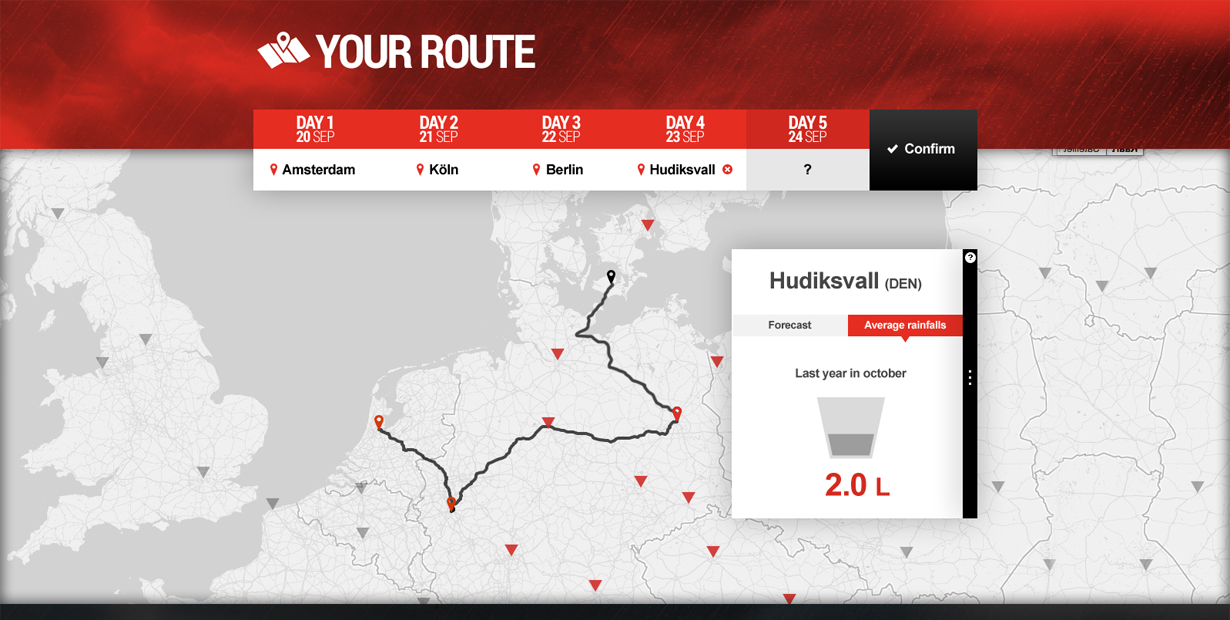 YOUR ROUTE
DAY 1
20 SEP
DAY 2
21 SEP
DAY 3
22 SEP
DAY 4
23 SEP
DAY 5
24 SEP
Confirm
Amsterdam
Köln
Berlin
Hudiksvall
?
?
Hudiksvall (DEN)
Forecast
Average rainfalls
Last year in october
2.0 L